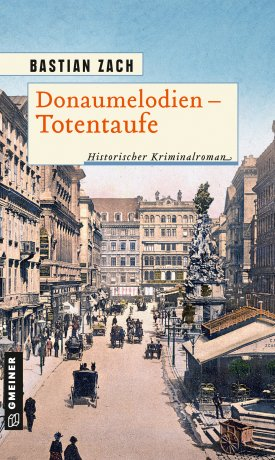 BASTIAN ZACH
Donaumelodien –
Totentaufe
Historischer Kriminalroman
GMEINER